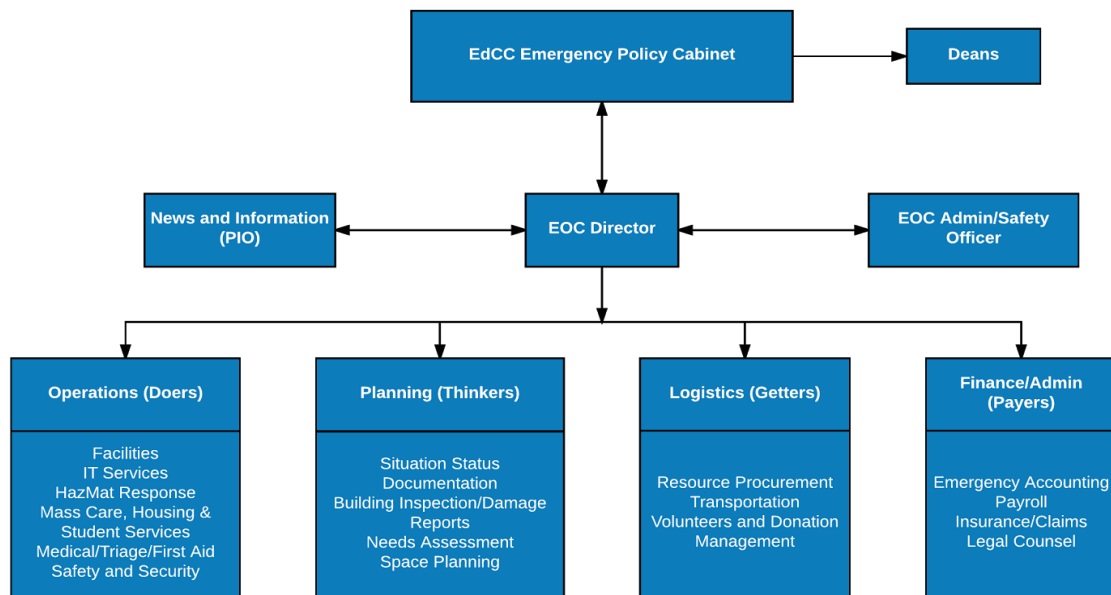 EdCC Emergency Policy Cabinet
Deans
News and Information
(PIO)
EOC Director
EOC Admin/Safety
Officer
Operations (Doers)
Facilities
IT Services
HazMat Response
Mass Care, Housing &
Student Services
Medical/Triage/First Aid
Safety and Security
Planning (Thinkers)
Situation Status
Documentation
Building Inspection/Damage
Reports
Needs Assessment
Space Planning
Logistics (Getters)
Resource Procurement
Transportation
Volunteers and Donation
Management
Finance/Admin
(Payers)
Emergency Accounting
Payroll
Insurance/Claims
Legal Counsel